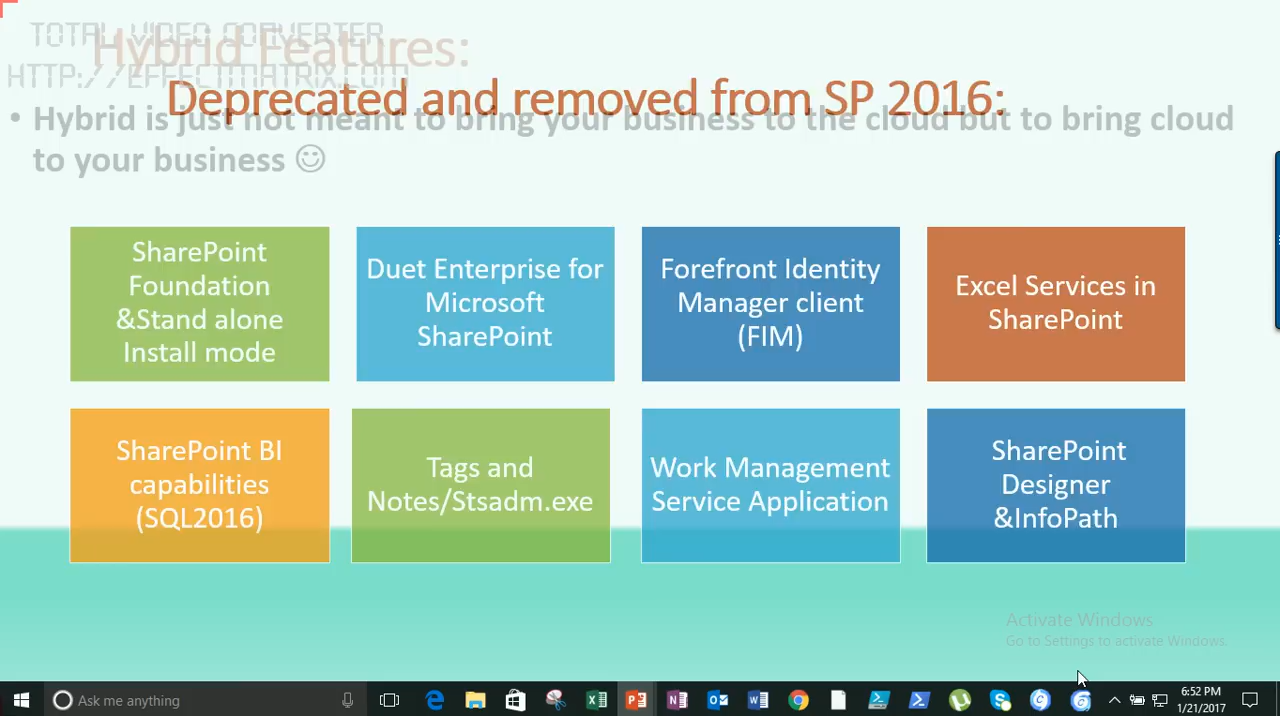 TOTAL VIDEO CONVERTER
Hybrid Features:
HTTP://EFFECTMATRIX.COM
Deprecated and removed from SP 2016:
• Hybrid is just not meant to bring your business to the cloud but to bring cloud
to your business ☺
SharePoint
Foundation
&Stand alone
Install mode
Duet Enterprise for
Microsoft
SharePoint
Forefront Identity
Manager client
(FIM)
Excel Services in
SharePoint
SharePoint BI
capabilities
(SQL2016)
Tags and
Notes/Stsadm.exe
Work Management
Service Application
SharePoint
Designer
&InfoPath
Activate Windows
Go to Settings to activate Windows.
Ask me anything
6:52 PM
1/21/2017